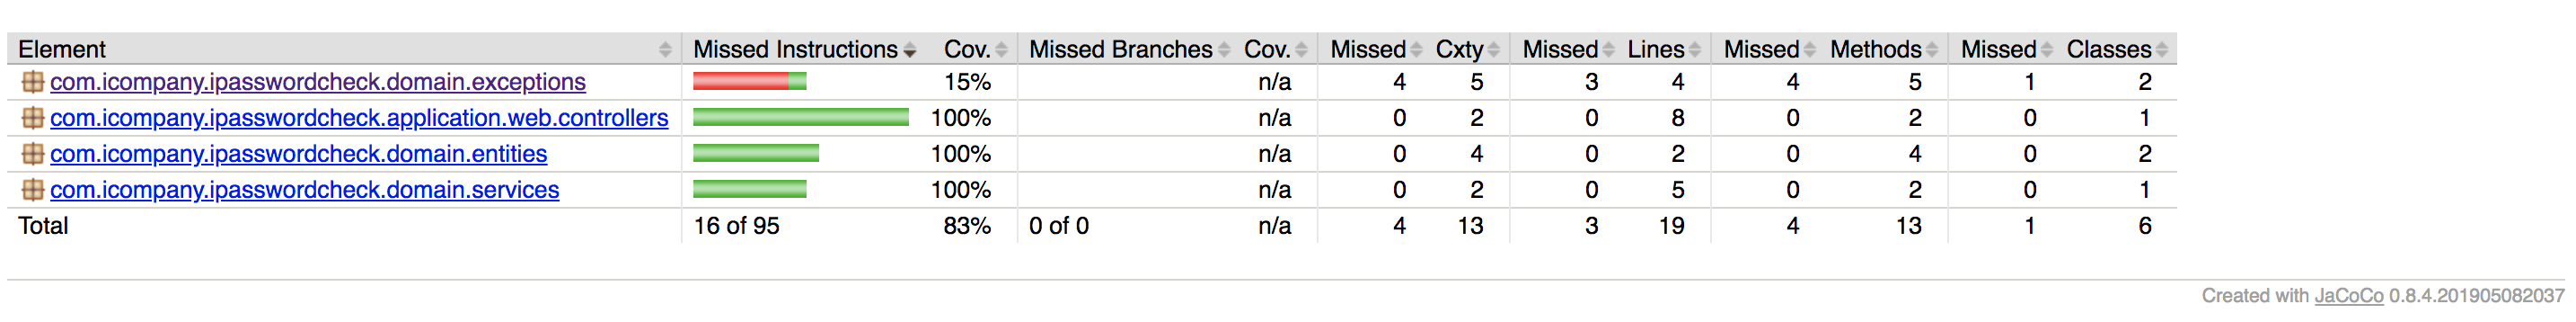 Element Missed Instructions Cov. Missed Branches Cov. Missed Cxty Missed Lines Missed Methods Missed Classes
com.icompany.ipasswordcheck.domain.exceptions 15% n/a 4 5 3 4 4 5 1 2
com.icompany.ipasswordcheck.application.web.controllers 100% n/a 0 2 0 8 0 2 0 1
com.icompany.ipasswordcheck.domain.entities 100% n/a 0 4 0 2 0 4 0 2
com.icompany.ipasswordcheck.domain.services 100% n/a 0 2 0 5 0 2 0 1
Total 16 of 95 83% 0 of 0 n/a 4 13 3 19 4 13 1 6
Created with JaCoCo 0.8.4.201905082037